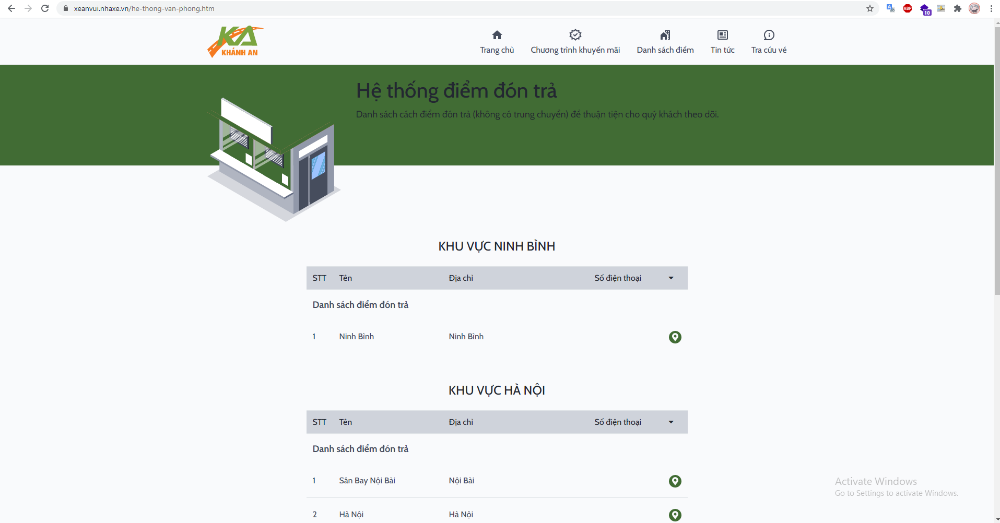 xeanvui.nhaxe.vn/he-thong-van-phong.htm
ABP
10
KA
KHÁNH AN
Trang chủ
Chương trình khuyến mãi
Danh sách điểm
Tin tức
Tra cứu vé
Hệ thống điểm đón trả
Danh sách cách điểm đón trả (không có trung chuyển) để thuận tiện cho quý khách theo dõi.
KHU VỰC NINH BÌNH
STT Tên Địa chỉ Số điện thoại
Danh sách điểm đón trả
1 Ninh Bình Ninh Bình
KHU VỰC HÀ NỘI
STT Tên Địa chỉ Số điện thoại
Danh sách điểm đón trả
1 Sân Bay Nội Bài Nội Bài
2 Hà Nội Hà Nội
Activate Windows
Go to Settings to activate Windows.